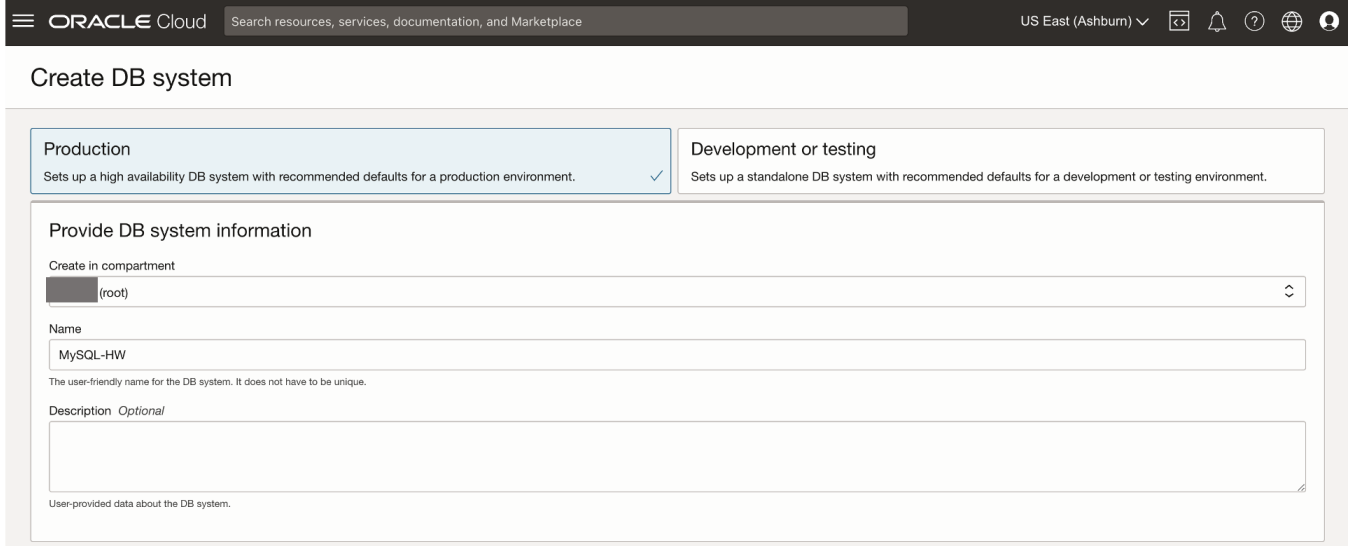 ORACLE Cloud
Search resources, services, documentation, and Marketplace
US East (Ashburn)
Create DB system
Production
Sets up a high availability DB system with recommended defaults for a production environment.
Development or testing
Sets up a standalone DB system with recommended defaults for a development or testing environment.
Provide DB system information
Create in compartment
(root)
Name
MySQL-HW
The user-friendly name for the DB system. It does not have to be unique.
Description Optional
User-provided data about the DB system.